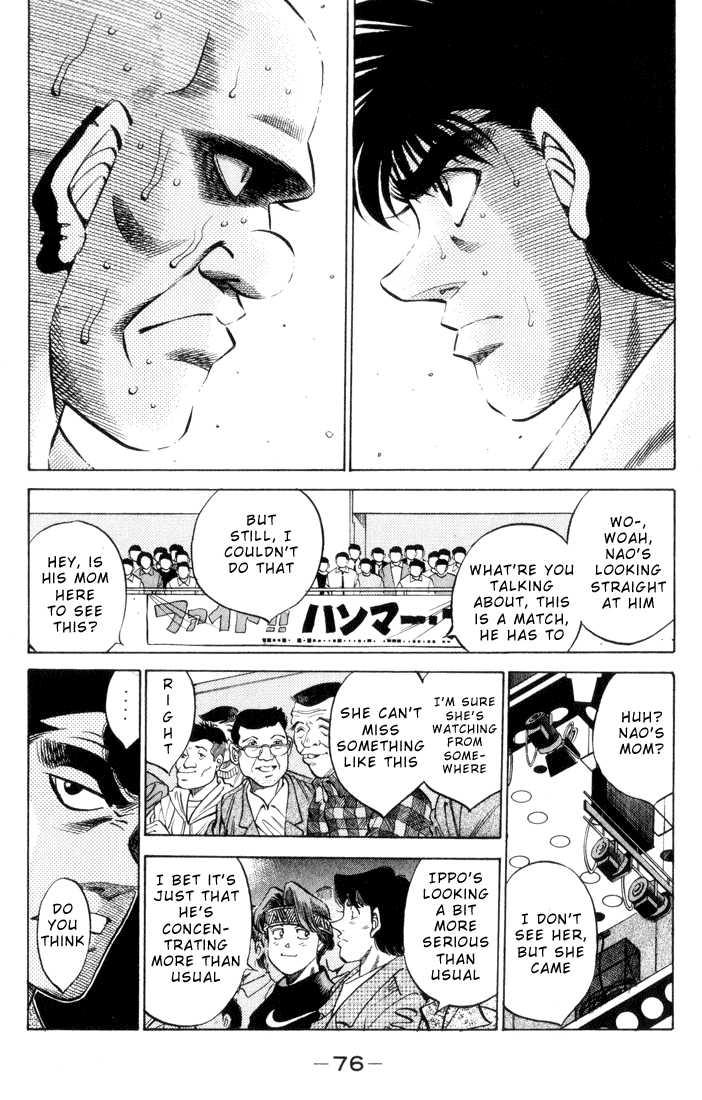 WO-,
WOAH,
NAO'S
LOOKING
STRAIGHT
AT HIM
WHAT'RE YOU
TALKING
ABOUT, THIS
IS A MATCH,
HE HAS TO
BUT
STILL, I
COULDN'T
DO THAT
HEY, IS
HIS MOM
HERE
TO SEE
THIS?
ファイト!!
ハンマー
HUH?
NAO'S
MOM?
I DON'T
SEE HER,
BUT SHE
CAME
I'M SURE
SHE'S
WATCHING
FROM
SOME-
WHERE
SHE CAN'T
MISS
SOMETHING
LIKE THIS
RIGHT
IPPO'S
LOOKING
A BIT
MORE
SERIOUS
THAN
USUAL
I BET IT'S
JUST THAT
HE'S
CONCEN-
TRATING
MORE THAN
USUAL
....
DO
YOU
THINK
—76—